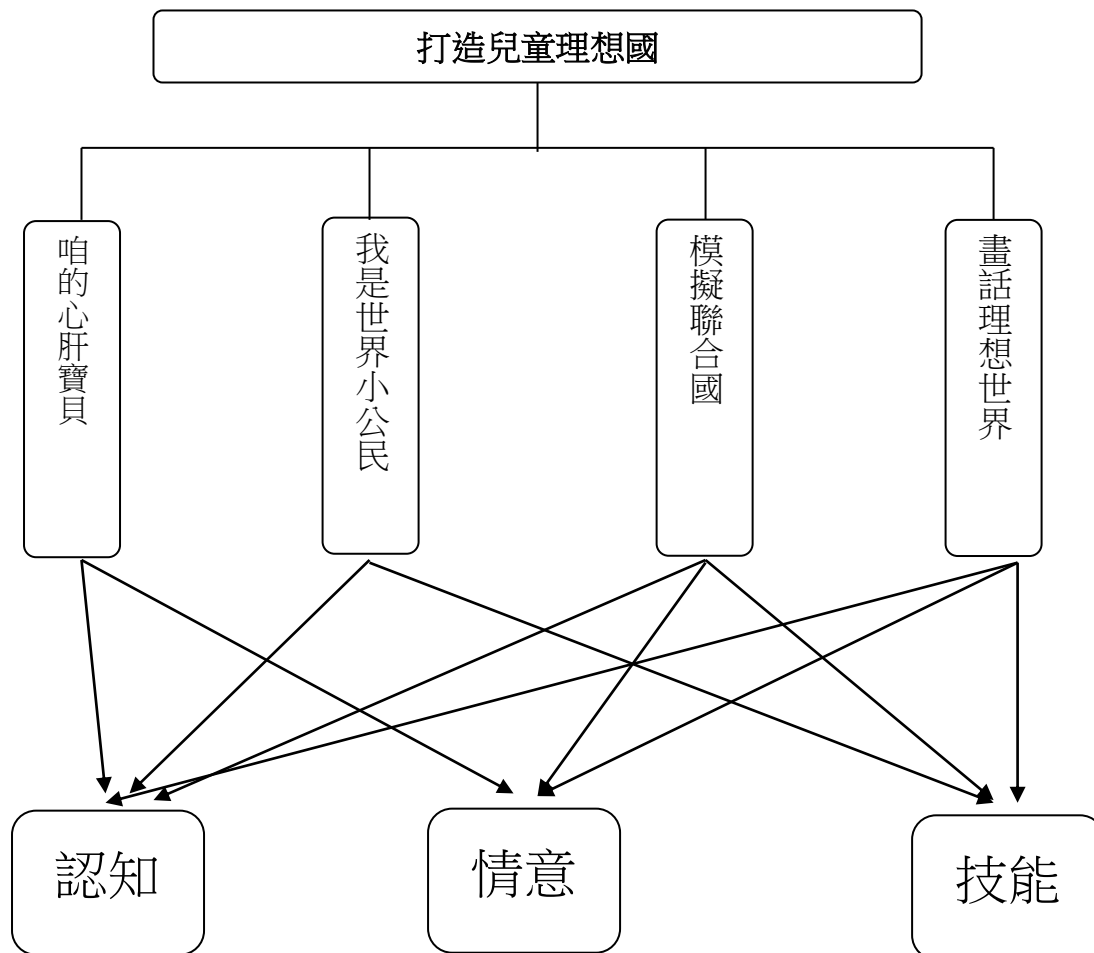 打造兒童理想國
咱的心肝寶貝
我是世界小公民
模擬聯合國
畫話理想世界
認知
情意
技能